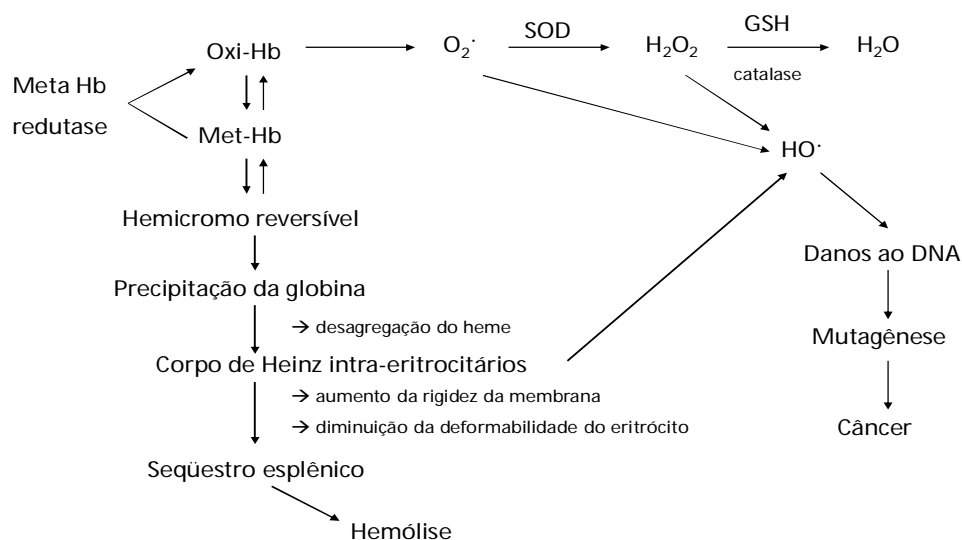 Oxi-Hb
O₂·
SOD
H₂O₂
GSH
catalase
H₂O
Meta Hb
redutase
Met-Hb
HO·
Hemicromo reversível
Danos ao DNA
Precipitação da globina
→ desagregação do heme
Mutagênese
Corpo de Heinz intra-eritrocitários
→ aumento da rigidez da membrana
→ diminuição da deformabilidade do eritrócito
Câncer
Seqüestro esplênico
Hemólise